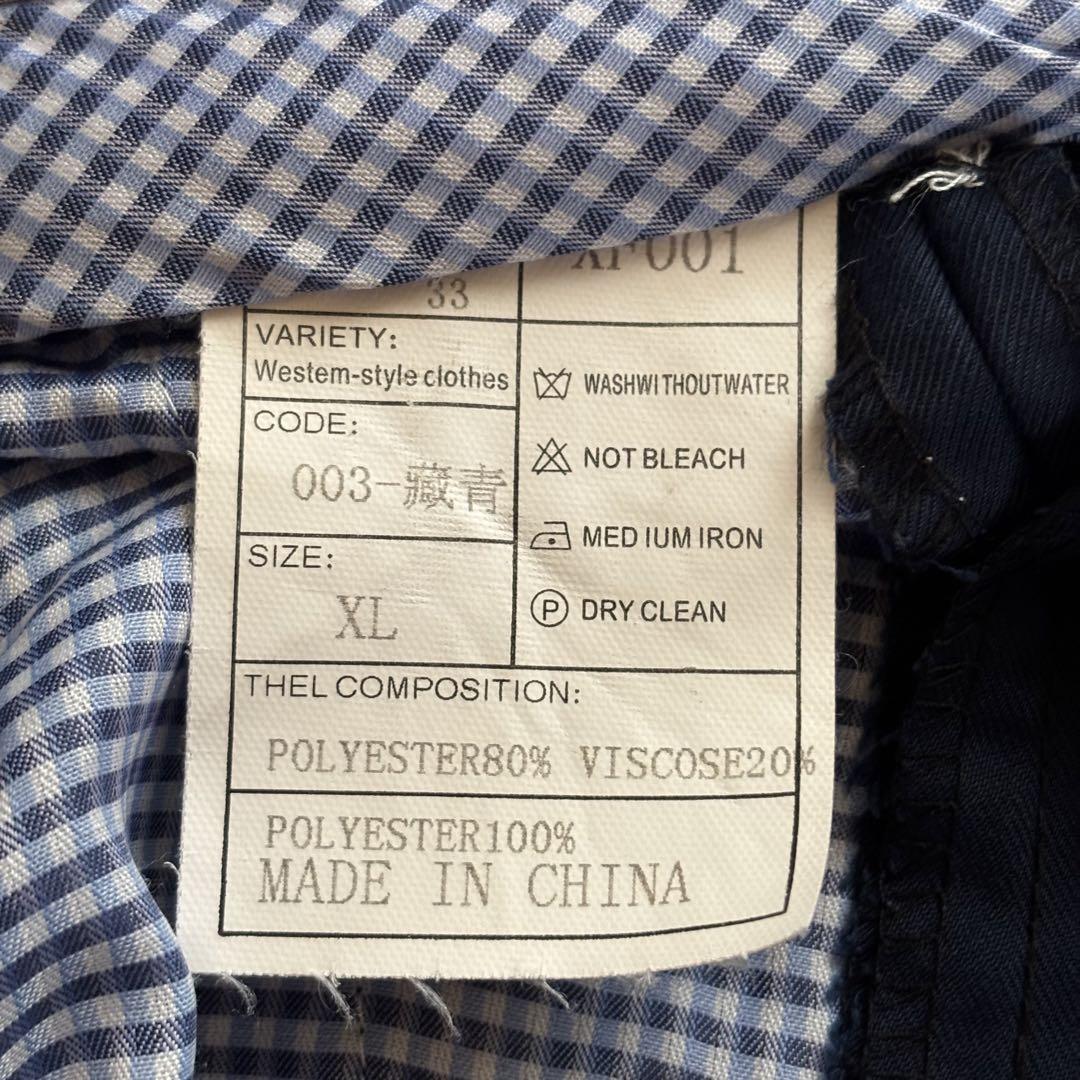 33
XF001
VARIETY:
Westem-style clothes
CODE:
003-藏青
SIZE:
XL
WASHWITHOUTWATER
NOT BLEACH
MEDIUM IRON
P DRY CLEAN
THEL COMPOSITION:
POLYESTER80% VISCOSE20%
POLYESTER100%
MADE IN CHINA